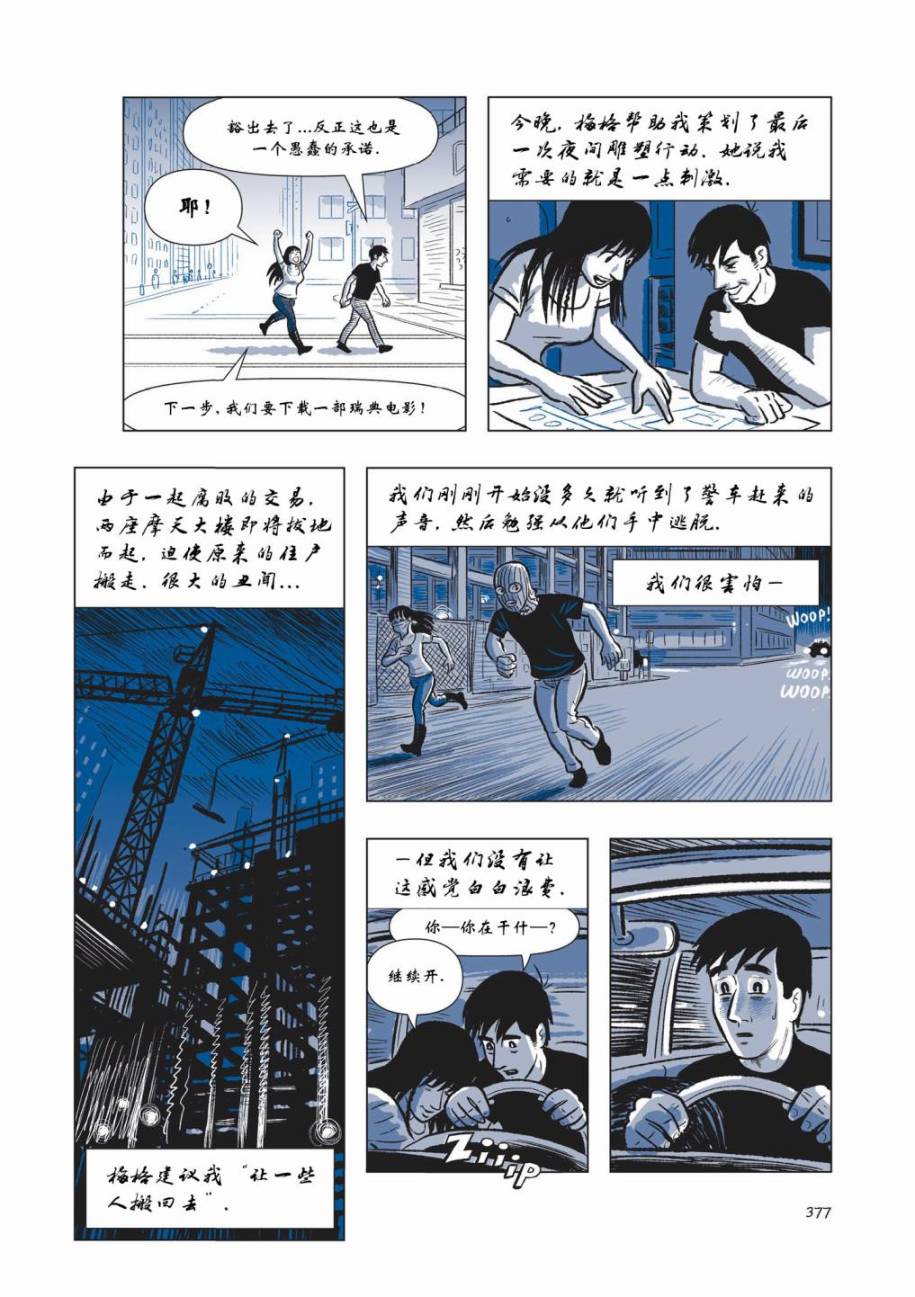 豁出去了…反正这也是
一个愚蠢的承诺.
耶！
下一步,我们要下载一部瑞典电影！
今晚，梅格帮助我策划了最后
一次夜间雕塑行动．她说我
需要的就是一点刺激．
由于一起腐败的交易，
两座摩天大楼即将拔地
而起，迫使原来的住户
搬走．很大的丑闻…
梅格建议我“让一些
人搬回去”．
我们刚刚开始没多久就听到了警车赶来的
声音，然后勉强从他们手中逃脱．
我们很害怕—
WOOP!
WOOP
WOOP
—但我们没有让
这感觉白白浪费．
你—你在干什—?
继续开.
Ziiiip
377